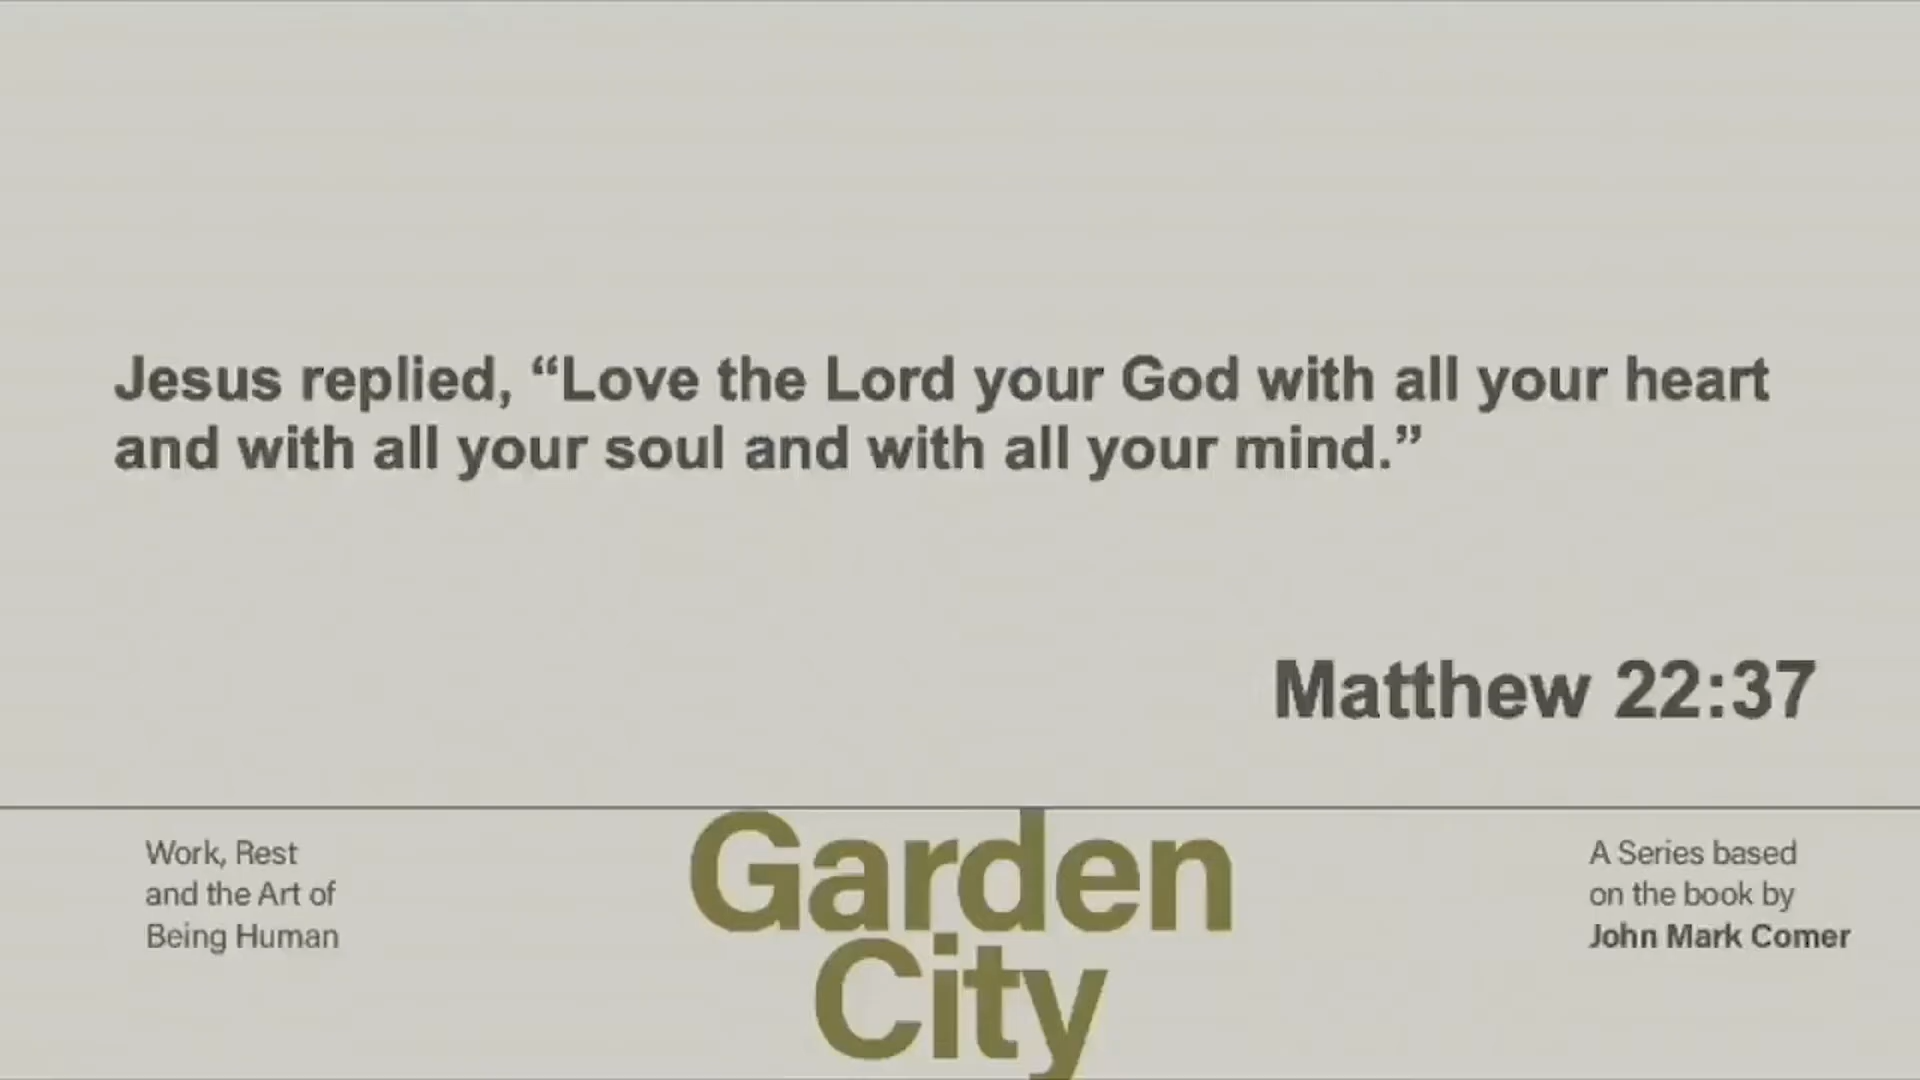 Jesus replied, “Love the Lord your God with all your heart
and with all your soul and with all your mind.”
Matthew 22:37
Work, Rest
and the Art of
Being Human
Garden
City
A Series based
on the book by
John Mark Comer